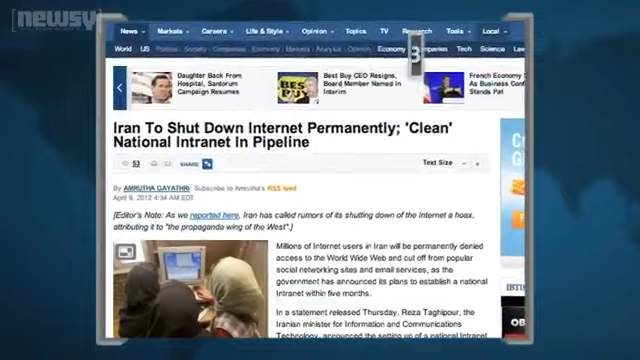 [newsy]
News Markets Careers Life & Style Opinion Topics TV Research Tools Local
World US Politics Society Companies Economy Markets Analysis Opinion Economy Companies Tech Science Law
3
Daughter Back From
Hospital, Santorum
Campaign Resumes
Best Buy CEO Resigns,
Board Member Named In
Interim
French Economy
As Business Conf
Stands Pat
BEST
BUY
Iran To Shut Down Internet Permanently; 'Clean'
National Intranet In Pipeline
53 SHARE Text Size - +
By AMRUTHA GAYATHRI: Subscribe to Amrutha's RSS feed
April 9, 2012 4:34 AM EDT
[Editor's Note: As we reported here, Iran has called rumors of its shutting down of the Internet a hoax,
attributing it to "the propaganda wing of the West".]
Millions of Internet users in Iran will be permanently denied
access to the World Wide Web and cut off from popular
social networking sites and email services, as the
government has announced its plans to establish a national
Intranet within five months.
In a statement released Thursday, Reza Taghipour, the
Iranian minister for Information and Communications
Technology, announced the setting up of a national Intranet